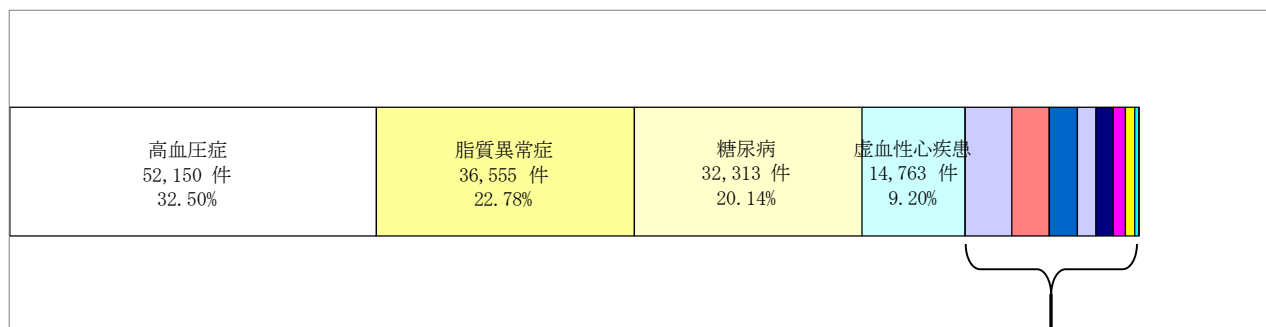 高血圧症
52,150 件
32.50%
脂質異常症
36,555 件
22.78%
糖尿病
32,313 件
20.14%
虚血性心疾患
14,763 件
9.20%